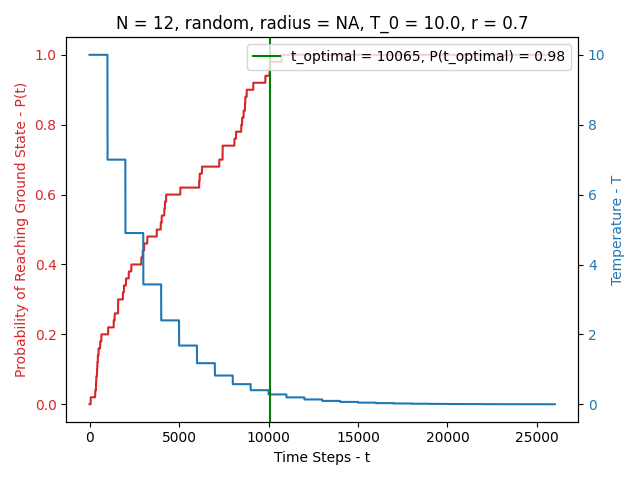 N = 12, random, radius = NA, T_0 = 10.0, r = 0.7
t_optimal = 10065, P(t_optimal) = 0.98
Probability of Reaching Ground State - P(t)
1.0
0.8
0.6
0.4
0.2
0.0
10
8
6
4
2
0
Temperature - T
0 5000 10000 15000 20000 25000
Time Steps - t